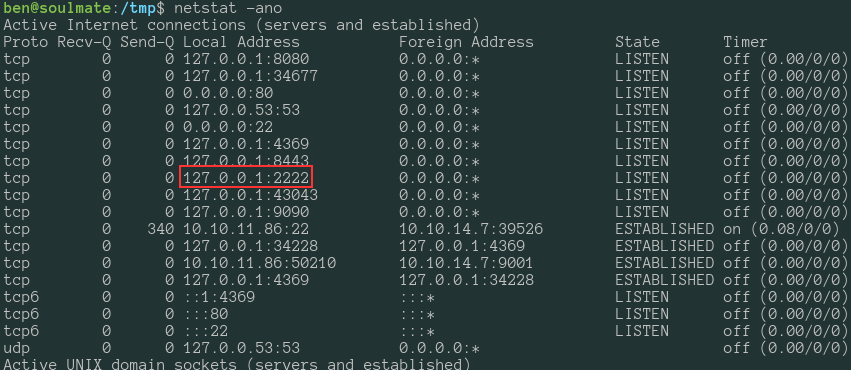 ben@soulmate:/tmp$ netstat -ano
Active Internet connections (servers and established)
Proto Recv-Q Send-Q Local Address           Foreign Address         State       Timer
tcp        0      0 127.0.0.1:8080          0.0.0.0:*               LISTEN      off (0.00/0/0)
tcp        0      0 127.0.0.1:34677         0.0.0.0:*               LISTEN      off (0.00/0/0)
tcp        0      0 0.0.0.0:80              0.0.0.0:*               LISTEN      off (0.00/0/0)
tcp        0      0 127.0.0.53:53           0.0.0.0:*               LISTEN      off (0.00/0/0)
tcp        0      0 0.0.0.0:22              0.0.0.0:*               LISTEN      off (0.00/0/0)
tcp        0      0 127.0.0.1:4369          0.0.0.0:*               LISTEN      off (0.00/0/0)
tcp        0      0 127.0.0.1:8443          0.0.0.0:*               LISTEN      off (0.00/0/0)
tcp        0      0 127.0.0.1:2222          0.0.0.0:*               LISTEN      off (0.00/0/0)
tcp        0      0 127.0.0.1:43043         0.0.0.0:*               LISTEN      off (0.00/0/0)
tcp        0      0 127.0.0.1:9090          0.0.0.0:*               LISTEN      off (0.00/0/0)
tcp        0    340 10.10.11.86:22          10.10.14.7:39526        ESTABLISHED on (0.08/0/0)
tcp        0      0 127.0.0.1:34228         127.0.0.1:4369          ESTABLISHED off (0.00/0/0)
tcp        0      0 10.10.11.86:50210       10.10.14.7:9001         ESTABLISHED off (0.00/0/0)
tcp        0      0 127.0.0.1:4369          127.0.0.1:34228         ESTABLISHED off (0.00/0/0)
tcp6       0      0 ::1:4369                :::*                    LISTEN      off (0.00/0/0)
tcp6       0      0 :::80                   :::*                    LISTEN      off (0.00/0/0)
tcp6       0      0 :::22                   :::*                    LISTEN      off (0.00/0/0)
udp        0      0 127.0.0.53:53           0.0.0.0:*                           off (0.00/0/0)
Active UNIX domain sockets (servers and established)